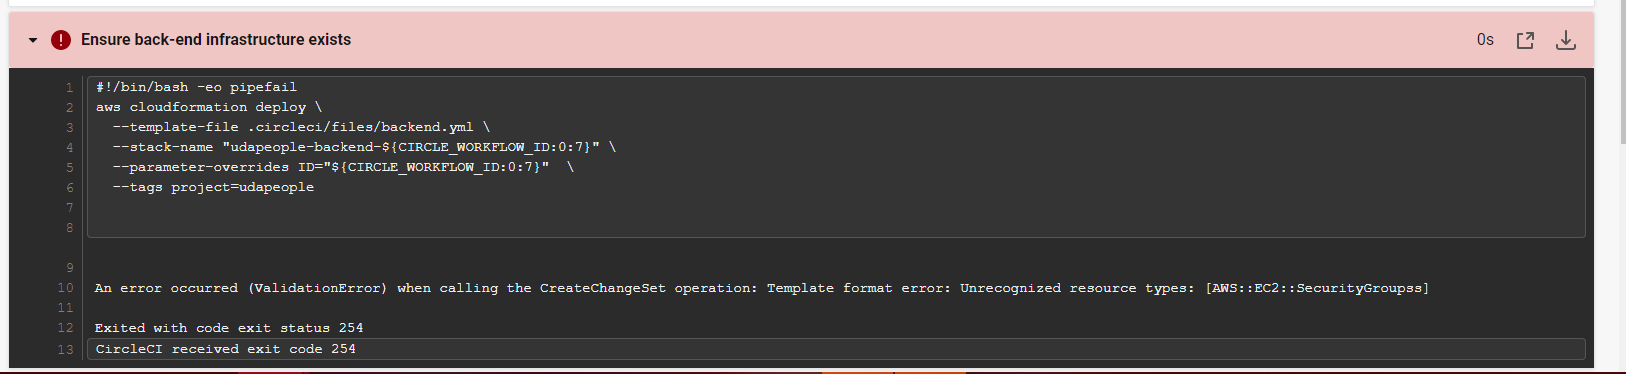 Ensure back-end infrastructure exists 0s
1 #!/bin/bash -eo pipefail
2 aws cloudformation deploy \
3 --template-file .circleci/files/backend.yml \
4 --stack-name "udapeople-backend-${CIRCLE_WORKFLOW_ID:0:7}" \
5 --parameter-overrides ID="${CIRCLE_WORKFLOW_ID:0:7}"  \
6 --tags project=udapeople
7
8
9
10 An error occurred (ValidationError) when calling the CreateChangeSet operation: Template format error: Unrecognized resource types: [AWS::EC2::SecurityGroupss]
11
12 Exited with code exit status 254
13 CircleCI received exit code 254